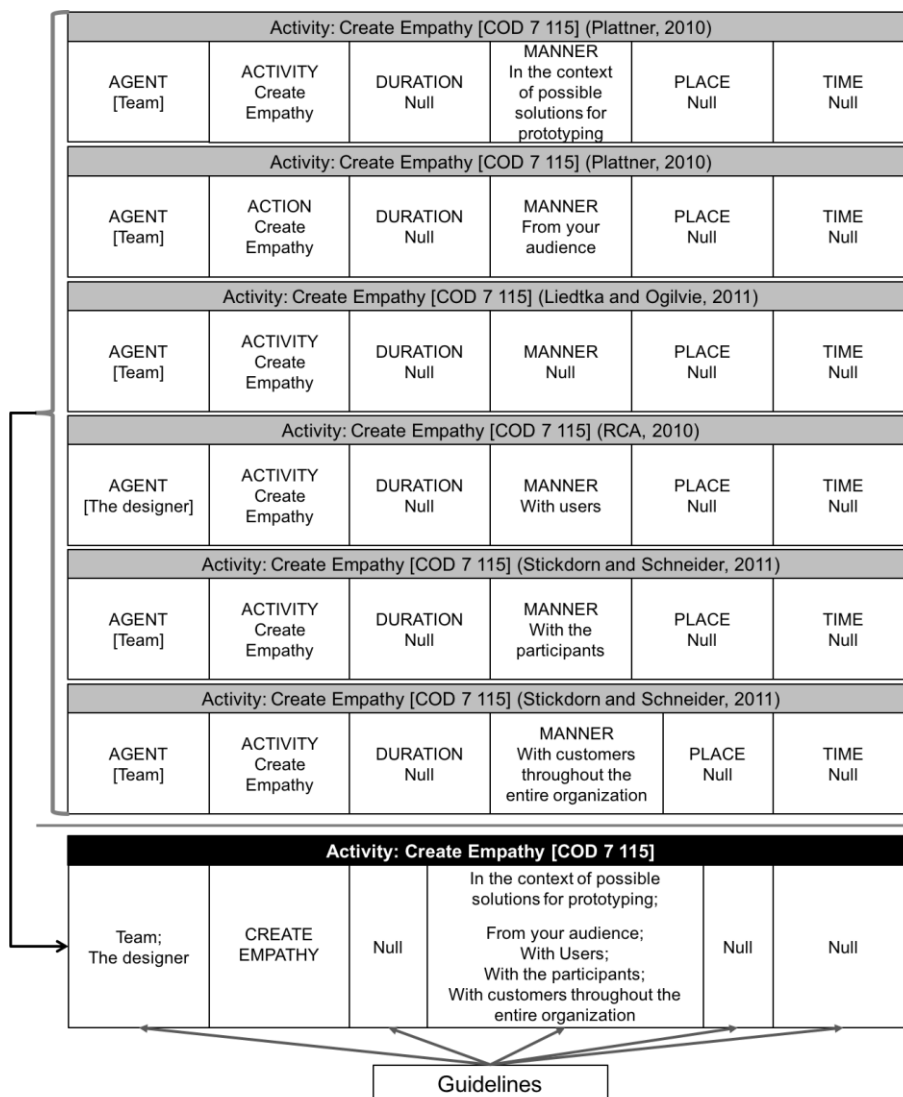 Activity: Create Empathy [COD 7 115] (Plattner, 2010)
AGENT
[Team]
ACTIVITY
Create
Empathy
DURATION
Null
MANNER
In the context
of possible
solutions for
prototyping
PLACE
Null
TIME
Null
Activity: Create Empathy [COD 7 115] (Plattner, 2010)
AGENT
[Team]
ACTION
Create
Empathy
DURATION
Null
MANNER
From your
audience
PLACE
Null
TIME
Null
Activity: Create Empathy [COD 7 115] (Liedtka and Ogilvie, 2011)
AGENT
[Team]
ACTIVITY
Create
Empathy
DURATION
Null
MANNER
Null
PLACE
Null
TIME
Null
Activity: Create Empathy [COD 7 115] (RCA, 2010)
AGENT
[The designer]
ACTIVITY
Create
Empathy
DURATION
Null
MANNER
With users
PLACE
Null
TIME
Null
Activity: Create Empathy [COD 7 115] (Stickdorn and Schneider, 2011)
AGENT
[Team]
ACTIVITY
Create
Empathy
DURATION
Null
MANNER
With the
participants
PLACE
Null
TIME
Null
Activity: Create Empathy [COD 7 115] (Stickdorn and Schneider, 2011)
AGENT
[Team]
ACTIVITY
Create
Empathy
DURATION
Null
MANNER
With customers
throughout the
entire organization
PLACE
Null
TIME
Null
Activity: Create Empathy [COD 7 115]
Team;
The designer
CREATE
EMPATHY
Null
In the context of possible
solutions for prototyping;
From your audience;
With Users;
With the participants;
With customers throughout the
entire organization
Null
Null
Guidelines